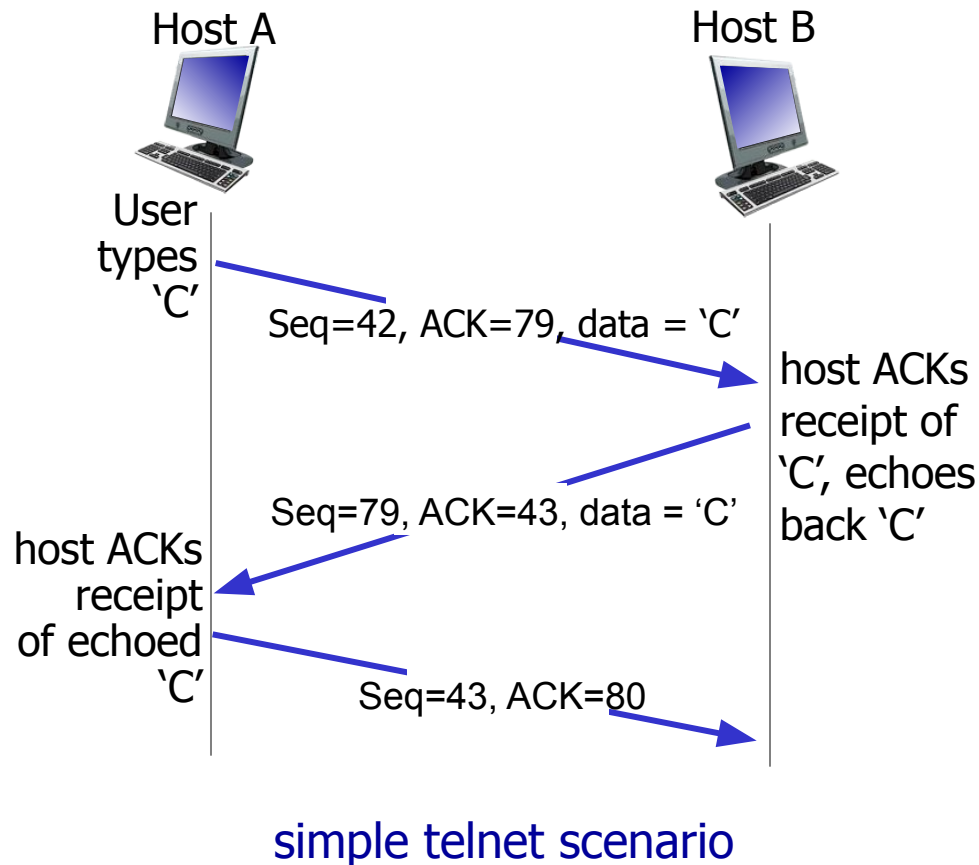 Host A
Host B
User
types
‘C’
Seq=42, ACK=79, data = ‘C’
host ACKs
receipt of
‘C’, echoes
back ‘C’
Seq=79, ACK=43, data = ‘C’
host ACKs
receipt
of echoed
‘C’
Seq=43, ACK=80
simple telnet scenario